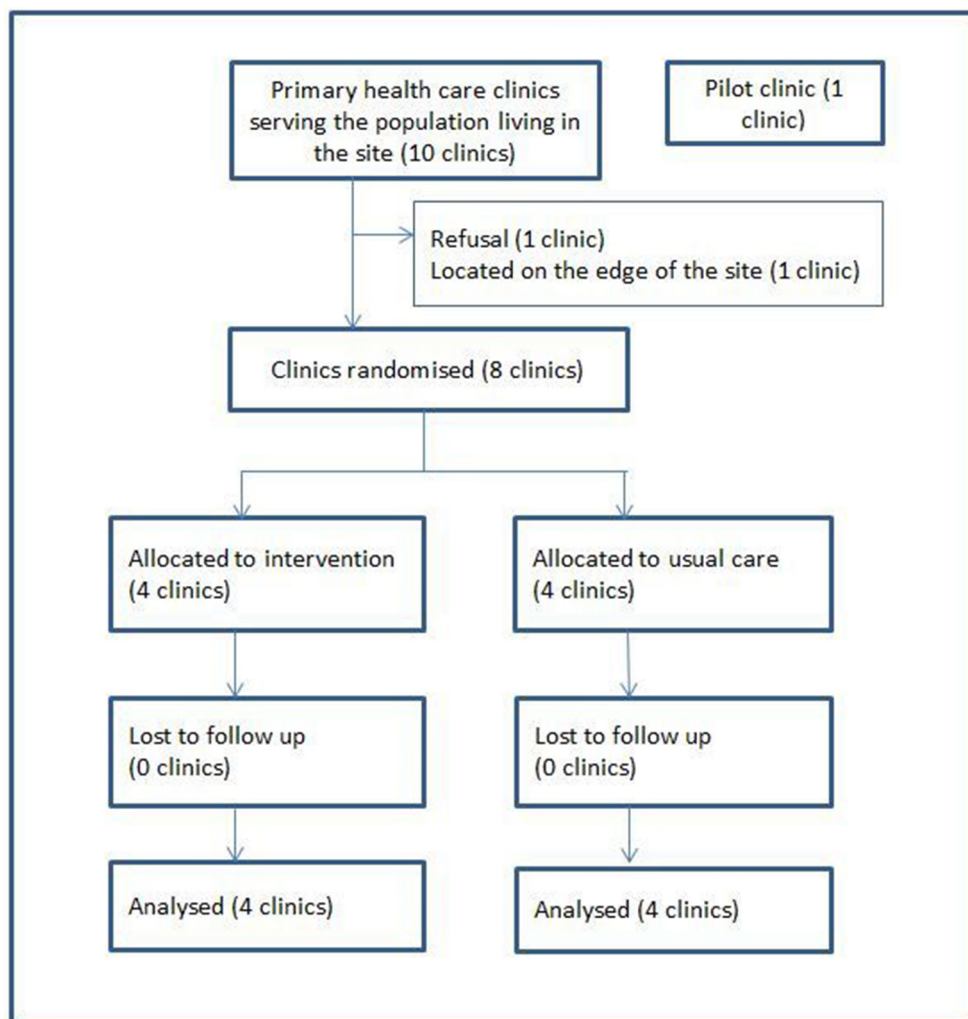 Primary health care clinics
serving the population living in
the site (10 clinics)
Pilot clinic (1
clinic)
Refusal (1 clinic)
Located on the edge of the site (1 clinic)
Clinics randomised (8 clinics)
Allocated to intervention
(4 clinics)
Allocated to usual care
(4 clinics)
Lost to follow up
(0 clinics)
Lost to follow up
(0 clinics)
Analysed (4 clinics)
Analysed (4 clinics)